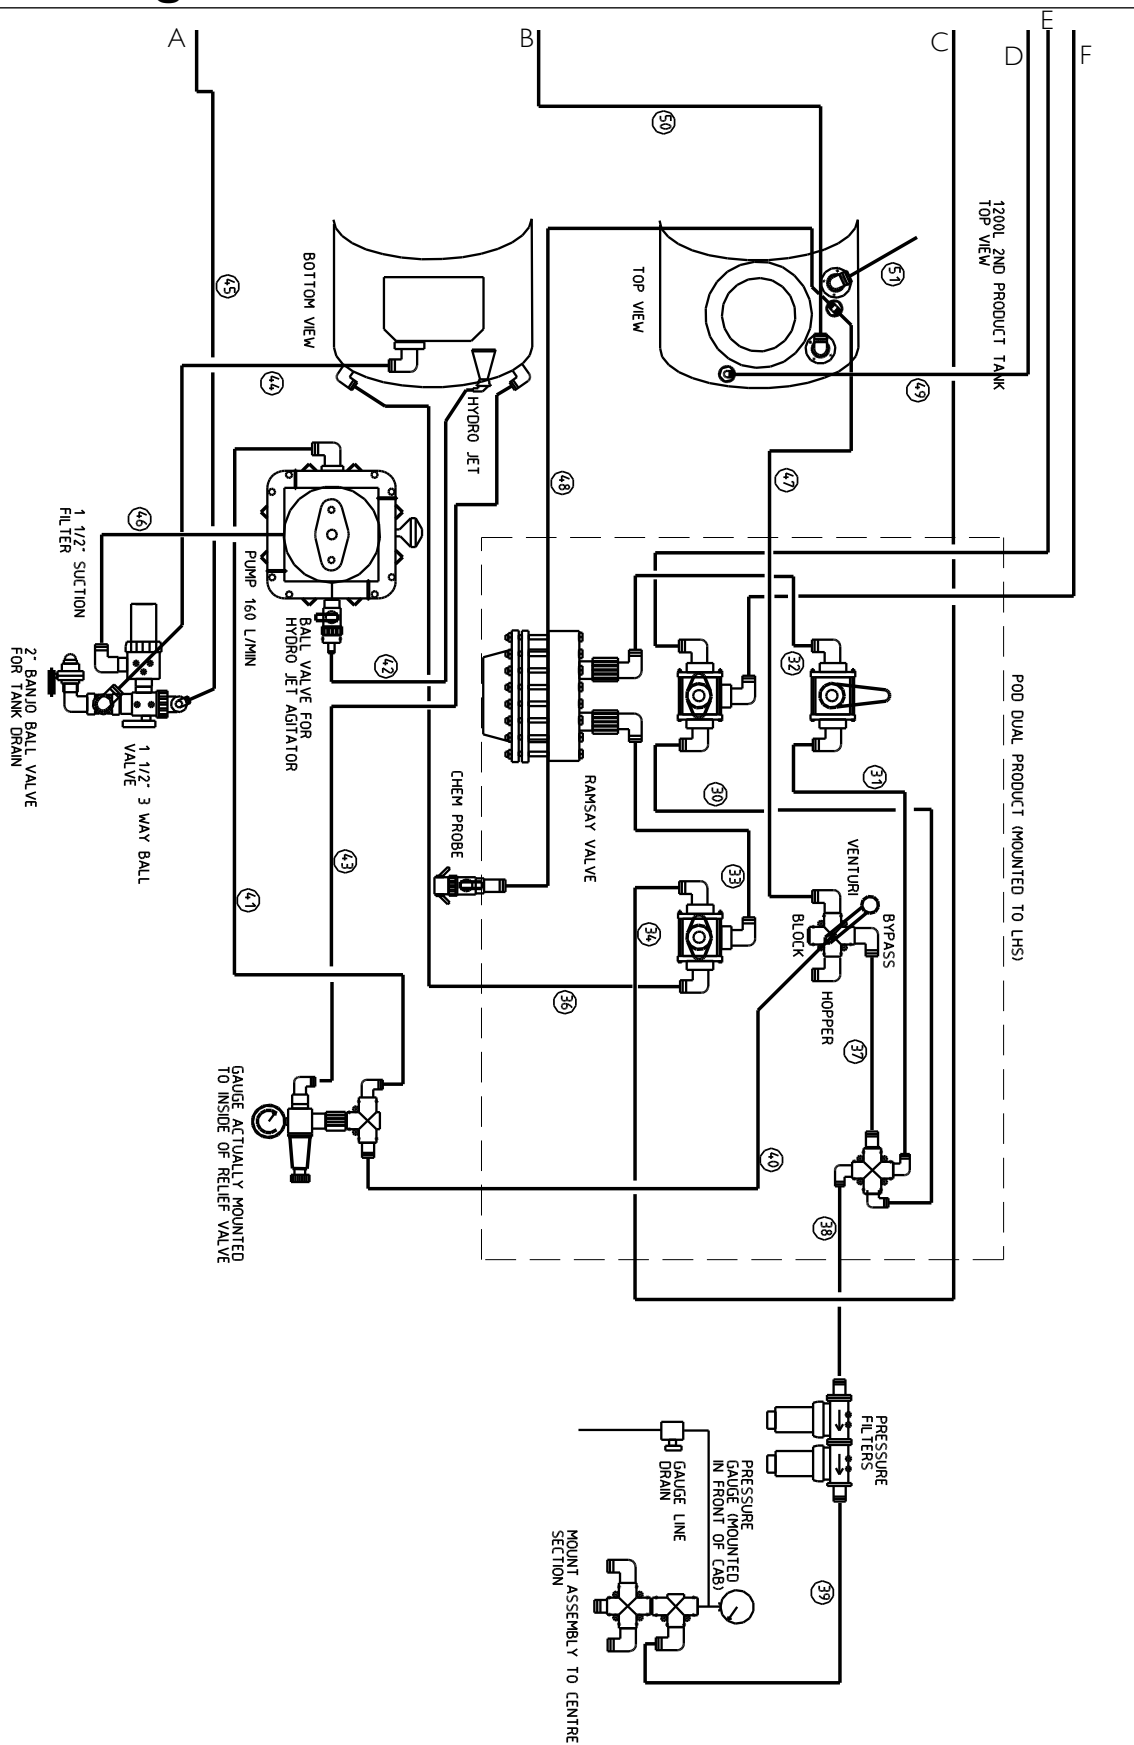 A
B
C
D
E
F
50
51
1200L 2ND PRODUCT TANK
TOP VIEW
45
BOTTOM VIEW
TOP VIEW
44
49
HYDRO JET
48
47
46
1 1/2" SUCTION
FILTER
PUMP 160 L/MIN
BALL VALVE FOR
HYDRO JET AGITATOR
42
32
POD DUAL PRODUCT (MOUNTED TO LHS)
2" BANJO BALL VALVE
FOR TANK DRAIN
1 1/2" 3 WAY BALL
VALVE
CHEM PROBE
RAMSAY VALVE
30
31
43
41
33
34
36
VENTURI
BYPASS
BLOCK
HOPPER
37
40
38
GAUGE ACTUALLY MOUNTED
TO INSIDE OF RELIEF VALVE
PRESSURE
FILTERS
PRESSURE
GAUGE (MOUNTED
IN FRONT OF CAB)
GAUGE LINE
DRAIN
39
MOUNT ASSEMBLY TO CENTRE
SECTION